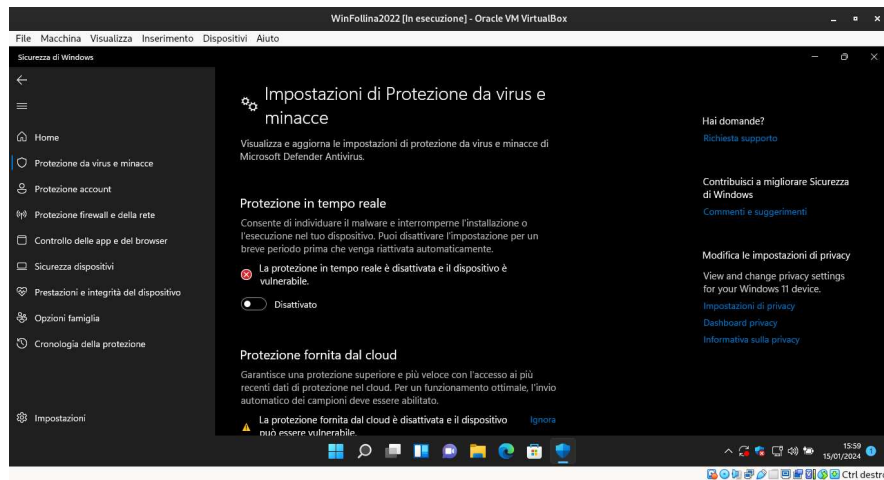 WinFollina2022 [In esecuzione] - Oracle VM VirtualBox
File Macchina Visualizza Inserimento Dispositivi Aiuto
Sicurezza di Windows
Home
Protezione da virus e minacce
Protezione account
Protezione firewall e della rete
Controllo delle app e del browser
Sicurezza dispositivi
Prestazioni e integrità del dispositivo
Opzioni famiglia
Cronologia della protezione
Impostazioni
Impostazioni di Protezione da virus e
minacce
Visualizza e aggiorna le impostazioni di protezione da virus e minacce di
Microsoft Defender Antivirus.
Protezione in tempo reale
Consente di individuare il malware e interromperne l'installazione o
l'esecuzione nel tuo dispositivo. Puoi disattivare l'impostazione per un
breve periodo prima che venga riattivata automaticamente.
La protezione in tempo reale è disattivata e il dispositivo è
vulnerabile.
Disattivato
Protezione fornita dal cloud
Garantisce una protezione superiore e più veloce con l'accesso ai più
recenti dati di protezione nel cloud. Per un funzionamento ottimale, l'invio
automatico dei campioni deve essere abilitato.
La protezione fornita dal cloud è disattivata e il dispositivo Ignora
può essere vulnerabile.
Hai domande?
Richiesta supporto
Contribuisci a migliorare Sicurezza
di Windows
Commenti e suggerimenti
Modifica le impostazioni di privacy
View and change privacy settings
for your Windows 11 device.
Impostazioni di privacy
Dashboard privacy
Informativa sulla privacy
15:59
15/01/2024
1
Ctrl destro